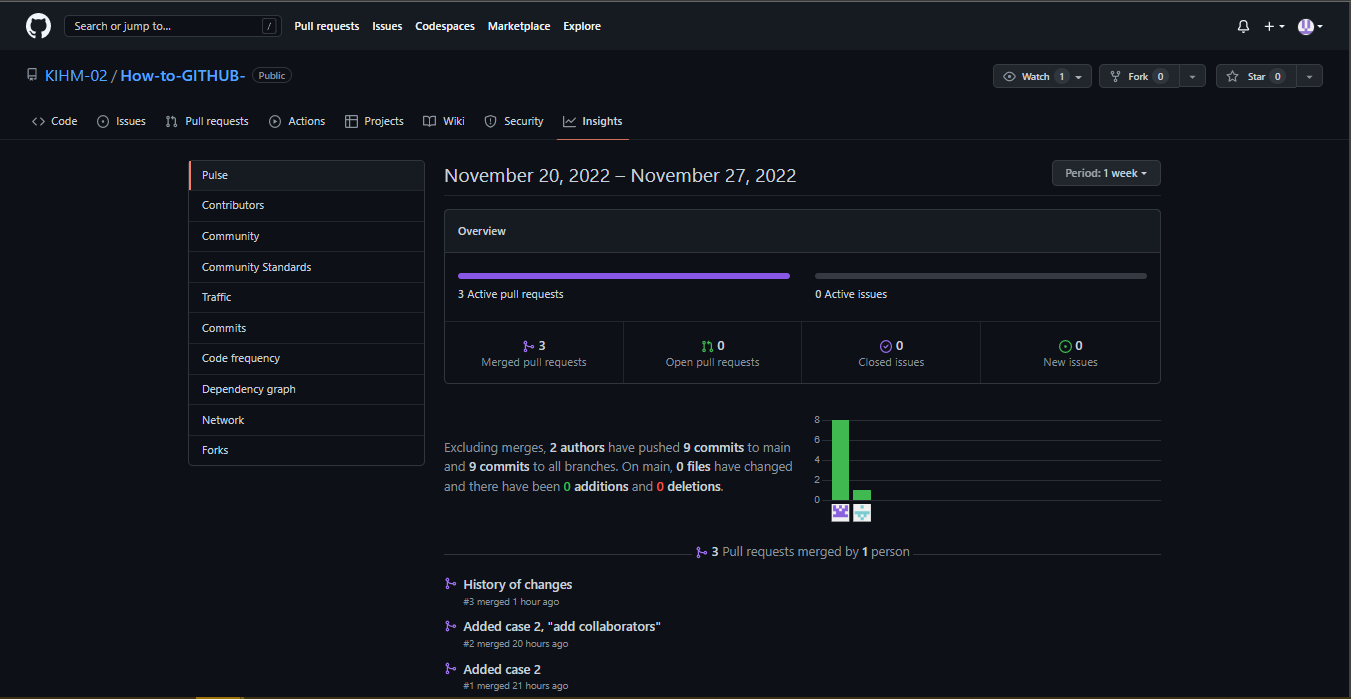 Search or jump to... /
Pull requests Issues Codespaces Marketplace Explore
KIHM-02 / How-to-GITHUB- Public
Watch 1 Fork 0 Star 0
Code Issues Pull requests Actions Projects Wiki Security Insights
Pulse
Contributors
Community
Community Standards
Traffic
Commits
Code frequency
Dependency graph
Network
Forks
November 20, 2022 – November 27, 2022
Period: 1 week
Overview
3 Active pull requests
0 Active issues
3
Merged pull requests
0
Open pull requests
0
Closed issues
0
New issues
Excluding merges, 2 authors have pushed 9 commits to main
and 9 commits to all branches. On main, 0 files have changed
and there have been 0 additions and 0 deletions.
8
6
4
2
0
3 Pull requests merged by 1 person
History of changes
#3 merged 1 hour ago
Added case 2, "add collaborators"
#2 merged 20 hours ago
Added case 2
#1 merged 21 hours ago